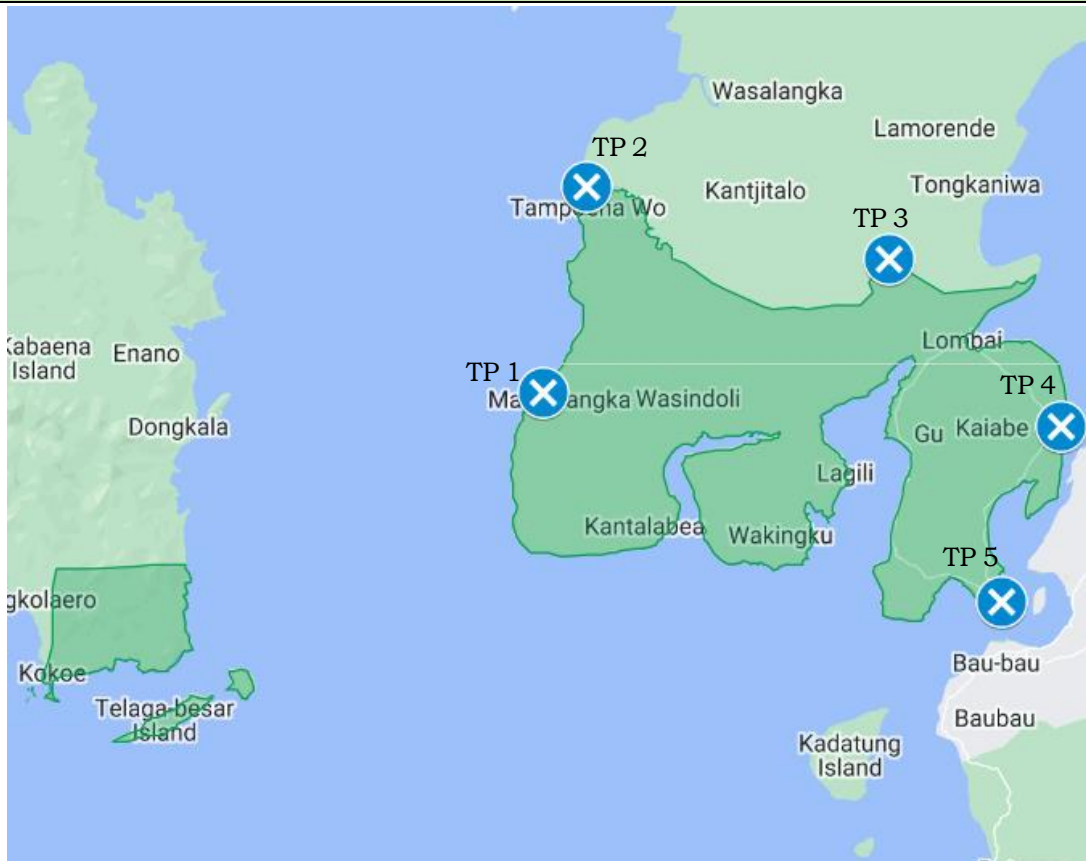 Wasalangka
Lamorende
TP 2
Kantjitalo
Tongkaniwa
TP 3
Kabaena
Island
Enano
Lombai
TP 1
Wasindoli
TP 4
Dongkala
Gu
Kaiabe
Lagili
Kantalabea
Wakingku
TP 5
gkolaero
Kokoe
Bau-bau
Telaga-besar
Island
Baubau
Kadatung
Island